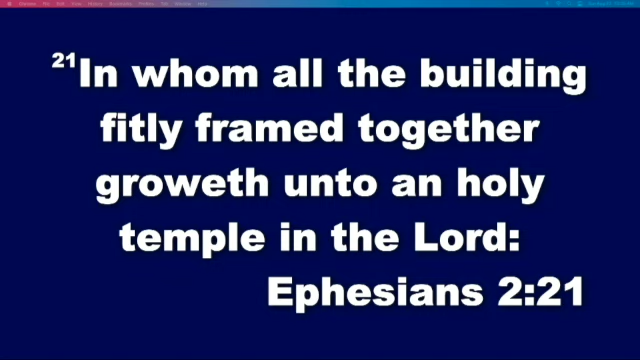 21In whom all the building
fitly framed together
groweth unto an holy
temple in the Lord:
Ephesians 2:21